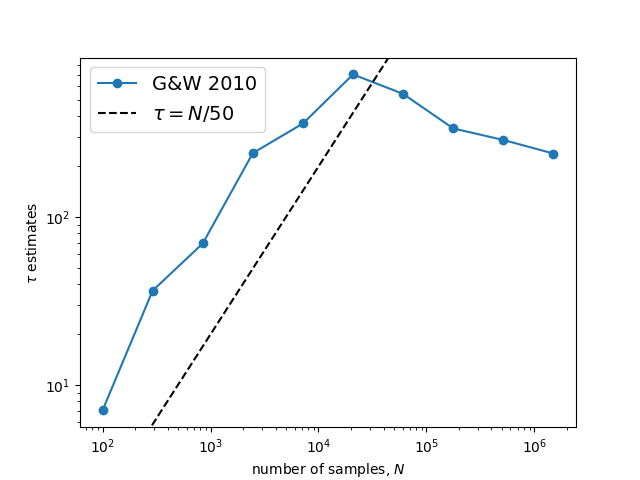 G&W 2010
τ = N/50
10²
10¹
τ estimates
10²
10³
10⁴
10⁵
10⁶
number of samples, N